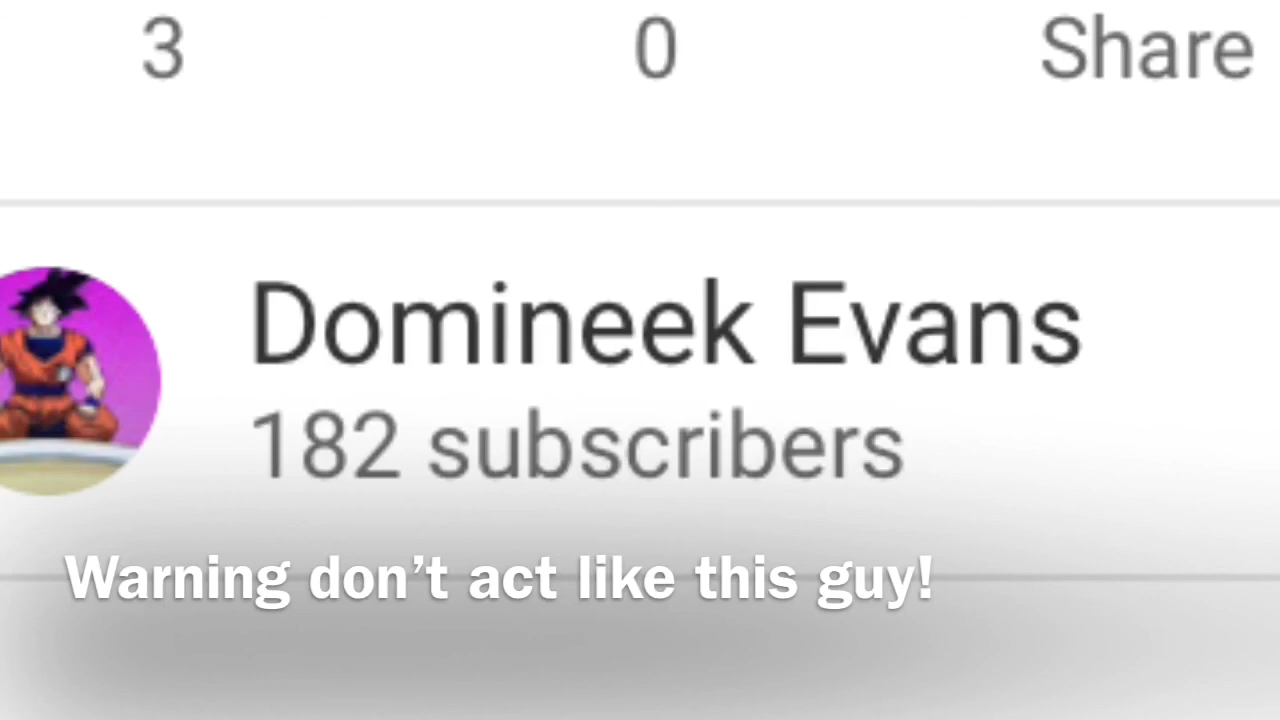 3 0 Share
Domineek Evans
182 subscribers
Warning don’t act like this guy!